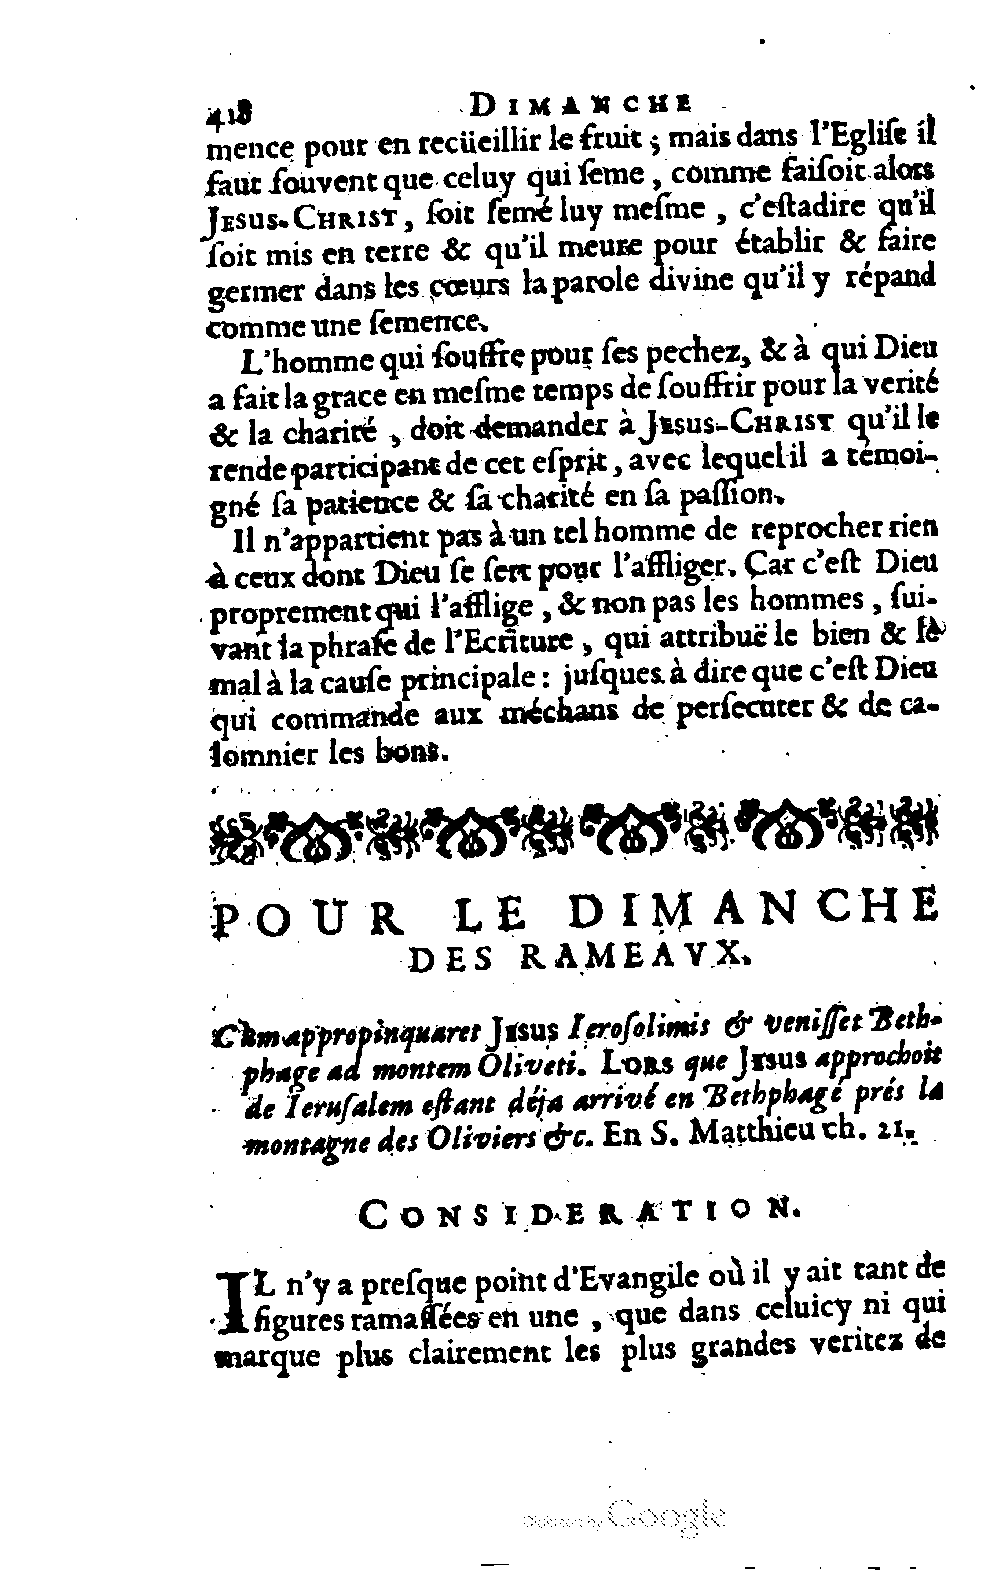 418 DIMANCHE
mence pour en recüeillir le fruit ; mais dans l'Egliſe il
faut ſouvent que celuy qui ſeme , comme faiſoit alors
JESUS-CHRIST, ſoit ſemé luy meſme , c'eſtadire qu'il
ſoit mis en terre & qu'il meure pour établir & faire
germer dans les cœurs la parole divine qu'il y répand
comme une ſemence.
L'homme qui ſouffre pour ſes pechez, & à qui Dieu
a fait la grace en meſme temps de ſouffrir pour la verité
& la charité , doit demander à JESUS-CHRIST qu'il le
rende participant de cet eſprit, avec lequel il a témoi-
gné ſa patience & ſa charité en ſa paſſion.
Il n'appartient pas à un tel homme de reprocher rien
à ceux dont Dieu ſe ſert pour l'affliger. Car c'eſt Dieu
proprement qui l'afflige , & non pas les hommes , ſui-
vant la phraſe de l'Ecriture , qui attribuë le bien & le
mal à la cauſe principale : juſques à dire que c'eſt Dieu
qui commande aux méchans de perſecuter & de ca-
lomnier les bons.
POUR LE DIMANCHE
DES RAMEAVX.
Cùm appropinquaret JESUS Ieroſolimis & veniſſet Beth-
phage ad montem Oliveti. LORS que JESUS approchoit
de Ieruſalem eſtant déja arrivé en Bethphagé prés la
montagne des Oliviers &c. En S. Matthieu ch. 21.
CONSIDERATION.
IL n'y a preſque point d'Evangile où il y ait tant de
figures ramaſſées en une , que dans celuicy ni qui
marque plus clairement les plus grandes veritez de
Digitized by Google